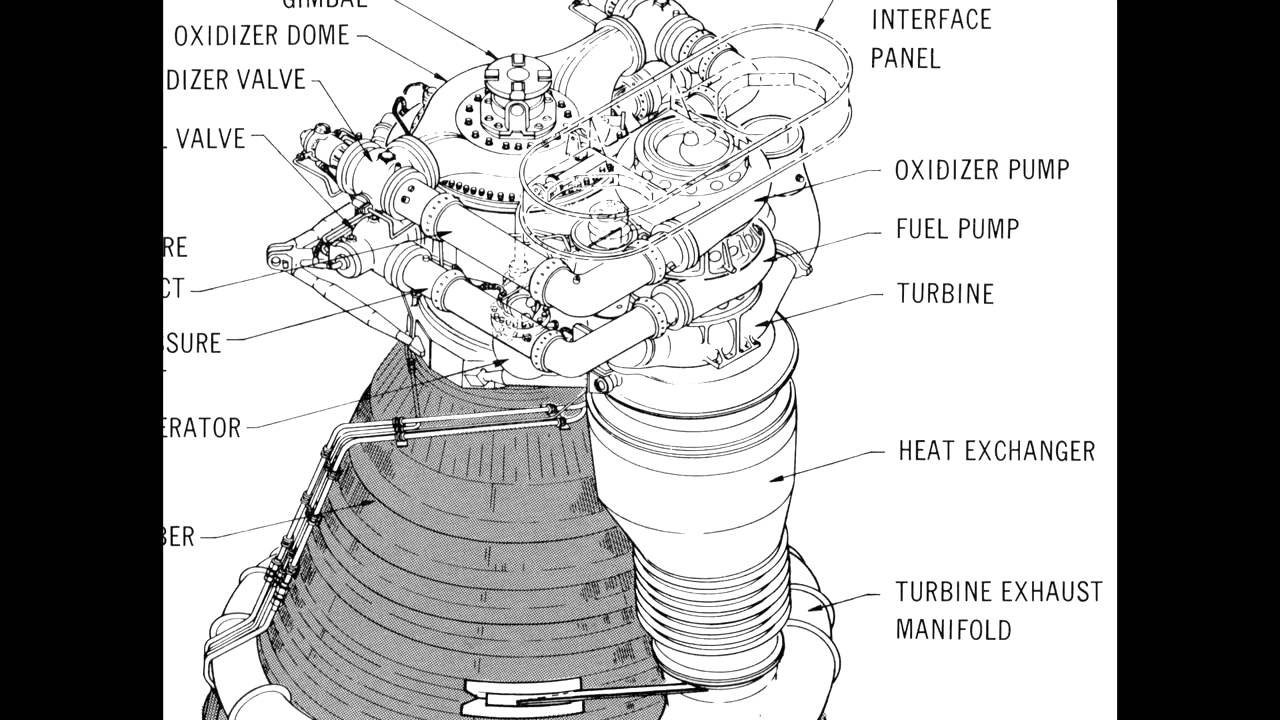 GIMBAL
OXIDIZER DOME
DIZER VALVE
VALVE
RE
CT
SSURE
ERATOR
BER
INTERFACE
PANEL
OXIDIZER PUMP
FUEL PUMP
TURBINE
HEAT EXCHANGER
TURBINE EXHAUST
MANIFOLD